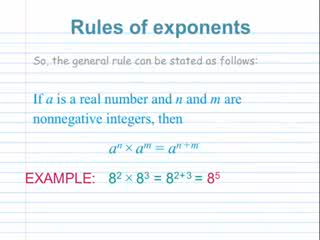 Rules of exponents
So, the general rule can be stated as follows:
If a is a real number and n and m are
nonnegative integers, then
aⁿ × aᵐ = aⁿ⁺ᵐ
EXAMPLE: 8² × 8³ = 8²⁺³ = 8⁵